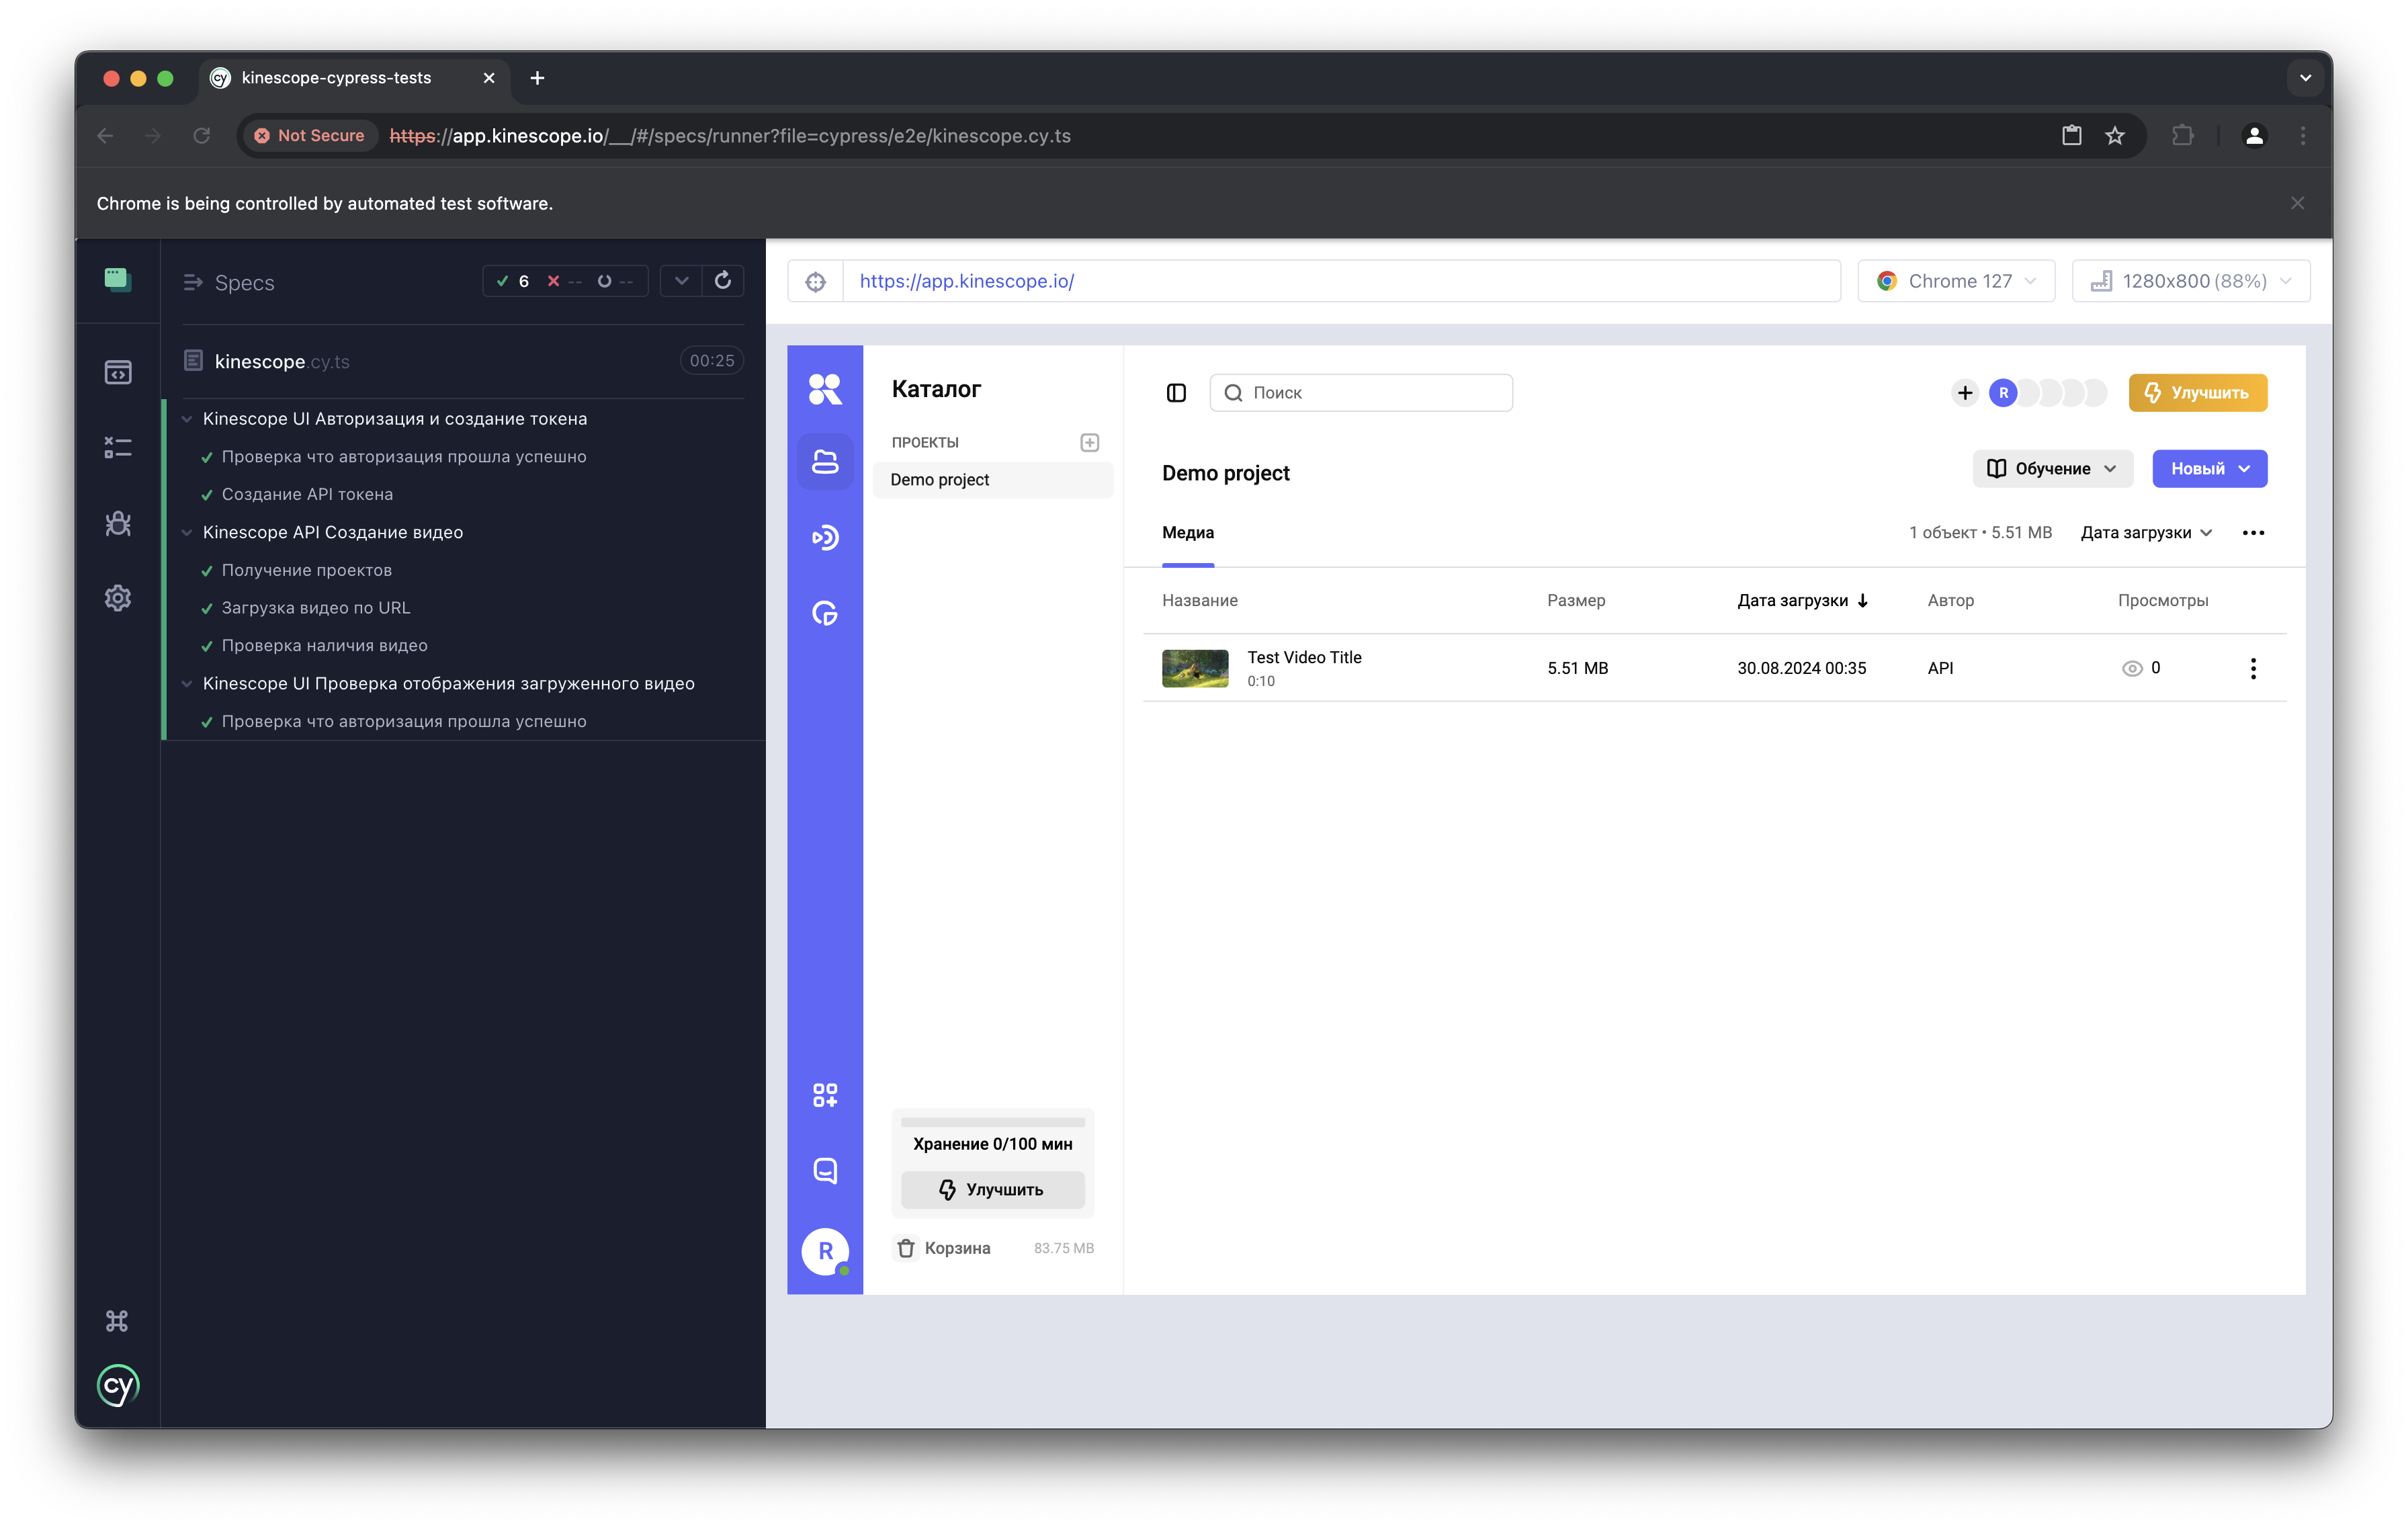 kinescope-cypress-tests
Not Secure https://app.kinescope.io/__/#/specs/runner?file=cypress/e2e/kinescope.cy.ts
Chrome is being controlled by automated test software.
Specs 6 -- --
kinescope.cy.ts 00:25
Kinescope UI Авторизация и создание токена
Проверка что авторизация прошла успешно
Создание API токена
Kinescope API Создание видео
Получение проектов
Загрузка видео по URL
Проверка наличия видео
Kinescope UI Проверка отображения загруженного видео
Проверка что авторизация прошла успешно
cy
https://app.kinescope.io/ Chrome 127 1280x800 (88%)
Каталог
ПРОЕКТЫ
Demo project
Хранение 0/100 мин
Улучшить
Корзина 83.75 MB
R
Поиск R Улучшить
Demo project Обучение Новый
Медиа 1 объект • 5.51 MB Дата загрузки
Название Размер Дата загрузки Автор Просмотры
Test Video Title 5.51 MB 30.08.2024 00:35 API 0
0:10